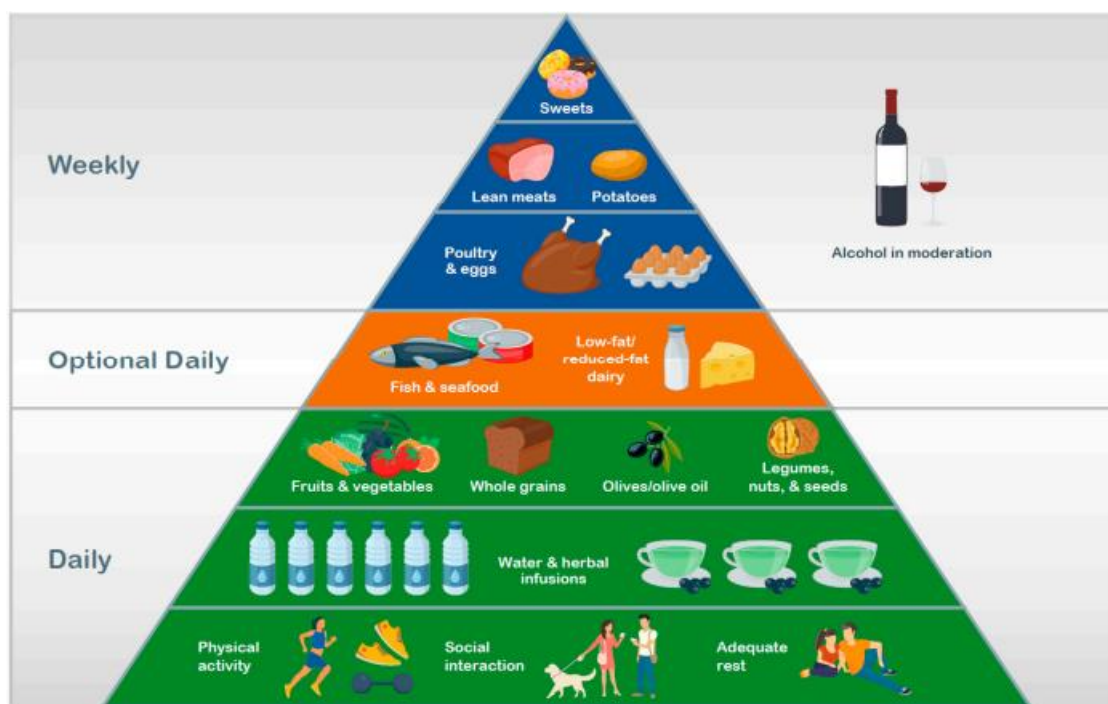 Sweets
Weekly
Lean meats
Potatoes
Poultry
& eggs
Alcohol in moderation
Optional Daily
Fish & seafood
Low-fat/
reduced-fat
dairy
Fruits & vegetables
Whole grains
Olives/olive oil
Legumes,
nuts, & seeds
Daily
Water & herbal
infusions
Physical
activity
Social
interaction
Adequate
rest